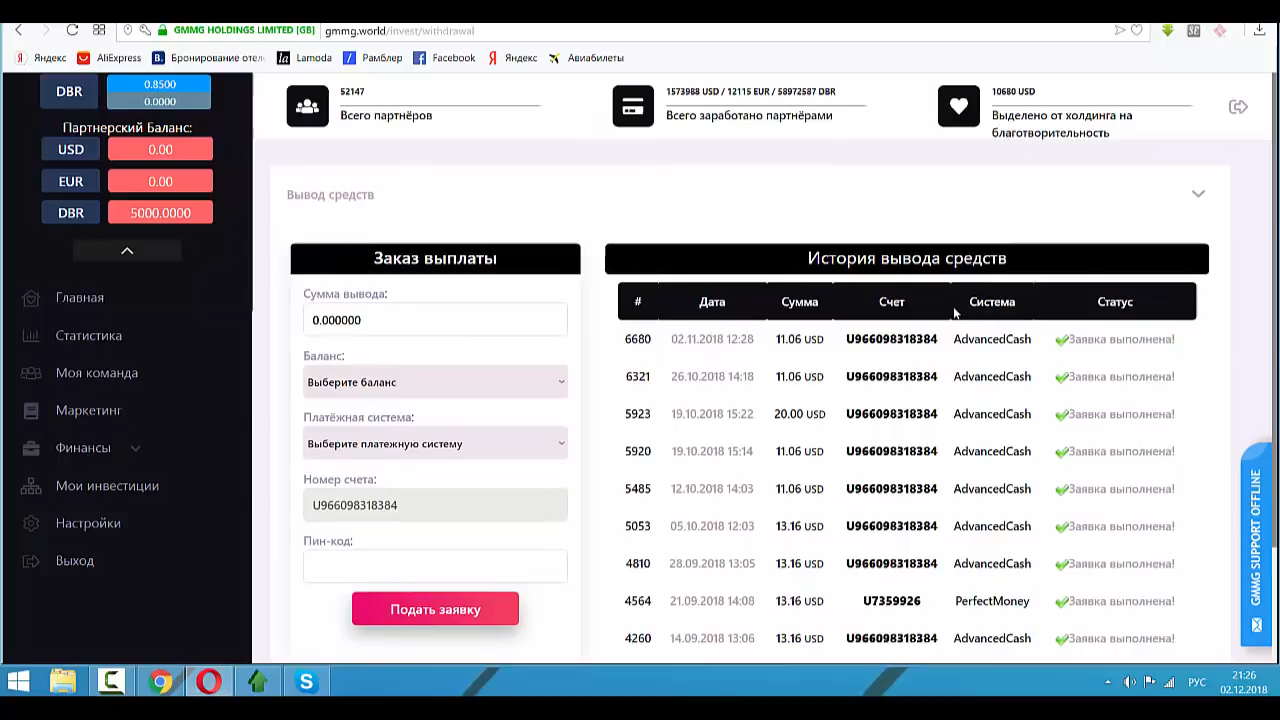 GMMG HOLDINGS LIMITED [GB] gmmg.world/invest/withdrawal
Яндекс AliExpress Бронирование отел Lamoda Рамблер Facebook Яндекс Авиабилеты
DBR 0.8500
0.0000
Партнерский Баланс:
USD 0.00
EUR 0.00
DBR 5000.0000
Главная
Статистика
Моя команда
Маркетинг
Финансы
Мои инвестиции
Настройки
Выход
52147
Всего партнёров
1573988 USD / 12115 EUR / 58972587 DBR
Всего заработано партнёрами
10680 USD
Выделено от холдинга на
благотворительность
Вывод средств
Заказ выплаты
Сумма вывода:
0.000000
Баланс:
Выберите баланс
Платёжная система:
Выберите платежную систему
Номер счета:
U966098318384
Пин-код:
Подать заявку
История вывода средств
# Дата Сумма Счет Система Статус
6680 02.11.2018 12:28 11.06 USD U966098318384 AdvancedCash Заявка выполнена!
6321 26.10.2018 14:18 11.06 USD U966098318384 AdvancedCash Заявка выполнена!
5923 19.10.2018 15:22 20.00 USD U966098318384 AdvancedCash Заявка выполнена!
5920 19.10.2018 15:14 11.06 USD U966098318384 AdvancedCash Заявка выполнена!
5485 12.10.2018 14:03 11.06 USD U966098318384 AdvancedCash Заявка выполнена!
5053 05.10.2018 12:03 13.16 USD U966098318384 AdvancedCash Заявка выполнена!
4810 28.09.2018 13:05 13.16 USD U966098318384 AdvancedCash Заявка выполнена!
4564 21.09.2018 14:08 13.16 USD U7359926 PerfectMoney Заявка выполнена!
4260 14.09.2018 13:06 13.16 USD U966098318384 AdvancedCash Заявка выполнена!
GMMG SUPPORT OFFLINE
РУС
21:26
02.12.2018